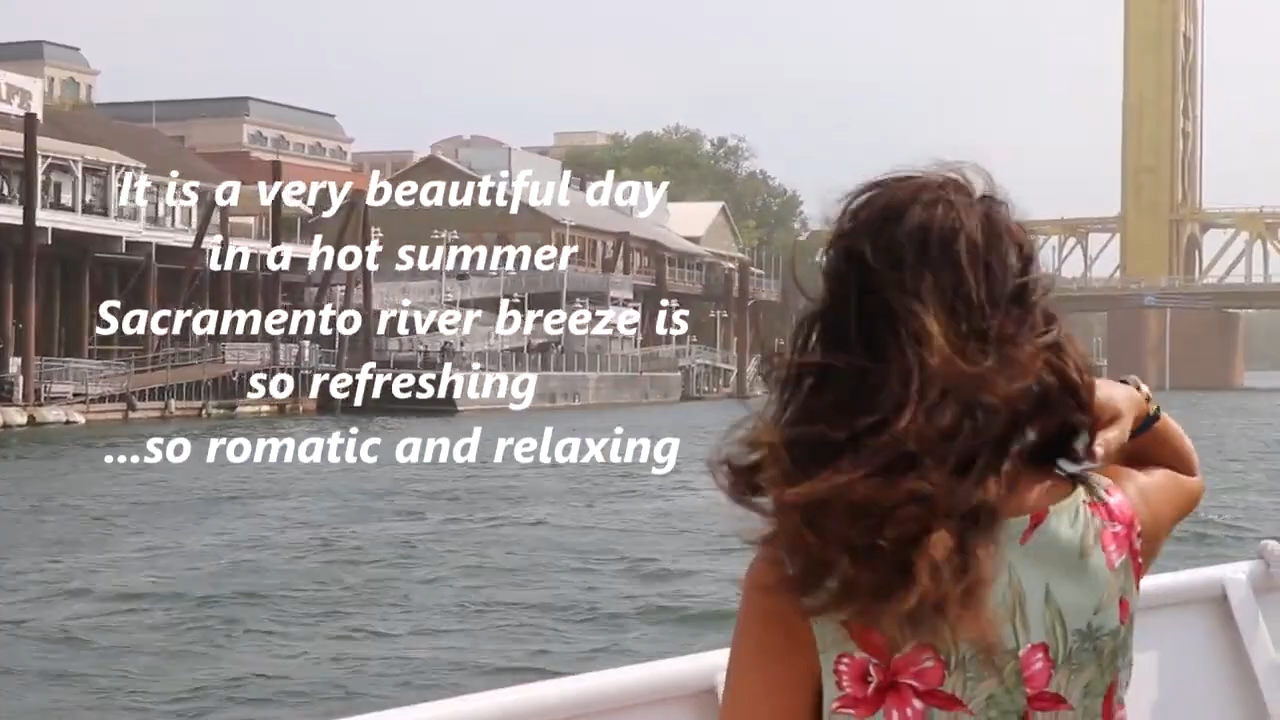 It is a very beautiful day
in a hot summer
Sacramento river breeze is
so refreshing
...so romatic and relaxing